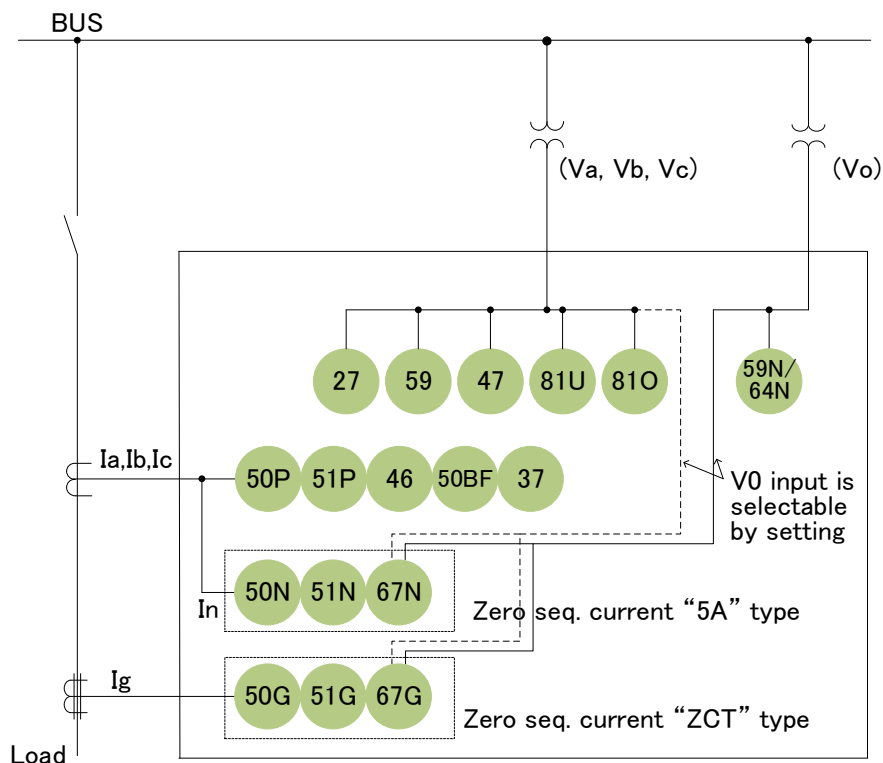 BUS
(Va, Vb, Vc)
(Vo)
27
59
47
81U
81O
59N/
64N
Ia,Ib,Ic
50P
51P
46
50BF
37
V0 input is
selectable
by setting
In
50N
51N
67N
Zero seq. current “5A” type
Ig
50G
51G
67G
Zero seq. current “ZCT” type
Load